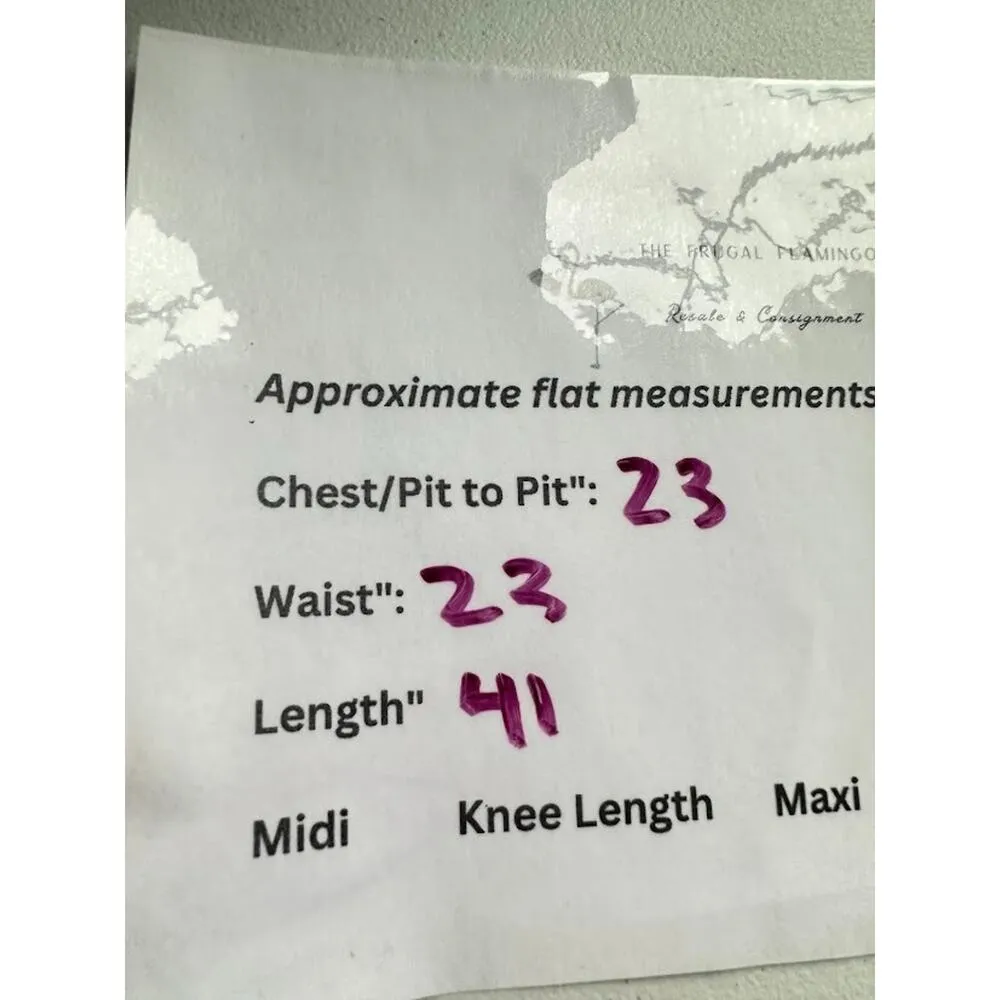 THE FRUGAL FLAMINGO
Resale & Consignment
Approximate flat measurements
Chest/Pit to Pit": 23
Waist": 23
Length" 41
Midi Knee Length Maxi